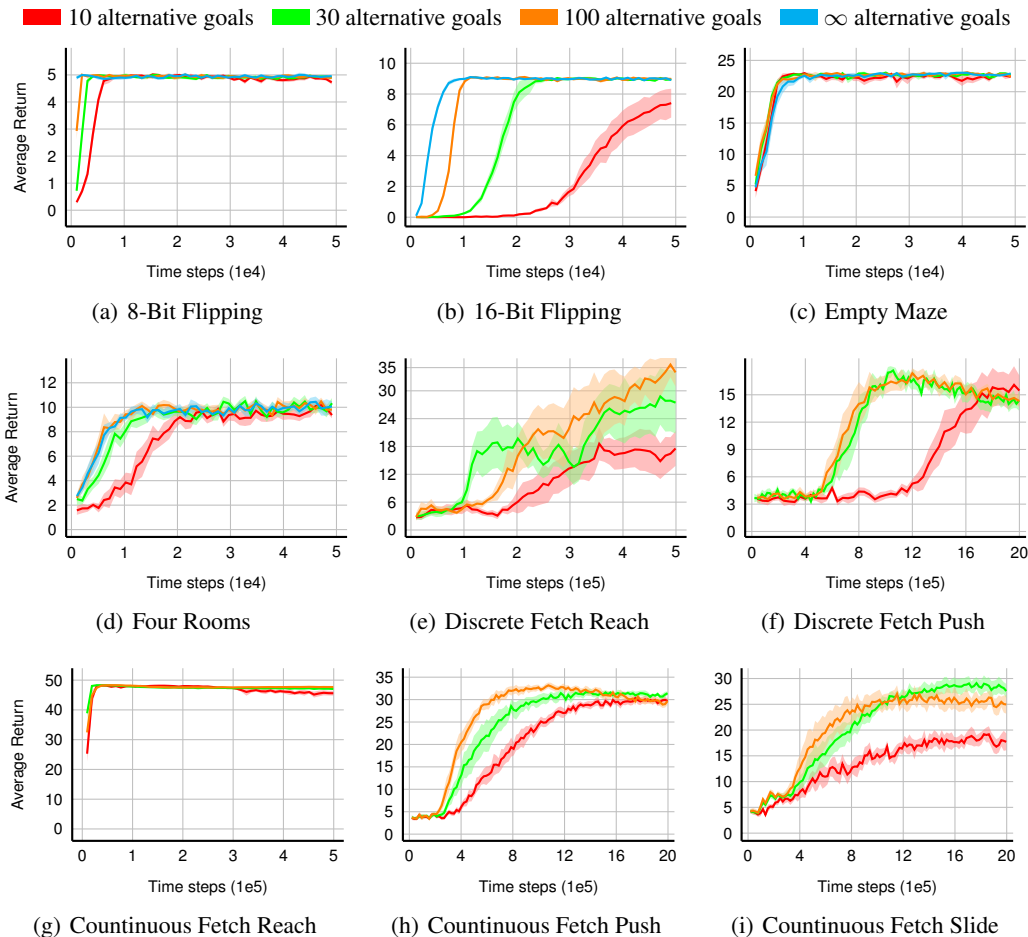 10 alternative goals 30 alternative goals 100 alternative goals ∞ alternative goals
Average Return
0
1
2
3
4
5
6
0 1 2 3 4 5
Time steps (1e4)
(a) 8-Bit Flipping
0
2
4
6
8
10
0 1 2 3 4 5
Time steps (1e4)
(b) 16-Bit Flipping
0
5
10
15
20
25
0 1 2 3 4 5
Time steps (1e4)
(c) Empty Maze
Average Return
0
2
4
6
8
10
12
0 1 2 3 4 5
Time steps (1e4)
(d) Four Rooms
0
6
12
18
23
28
30
35
0 1 2 3 4 5
Time steps (1e5)
(e) Discrete Fetch Reach
0
3
6
9
12
15
0 4 8 12 16 20
Time steps (1e5)
(f) Discrete Fetch Push
Average Return
0
10
20
30
40
50
0 1 2 3 4 5
Time steps (1e5)
(g) Countinuous Fetch Reach
0
5
10
15
20
25
30
35
0 4 8 12 16 20
Time steps (1e5)
(h) Countinuous Fetch Push
0
5
10
15
20
25
30
0 4 8 12 16 20
Time steps (1e5)
(i) Countinuous Fetch Slide